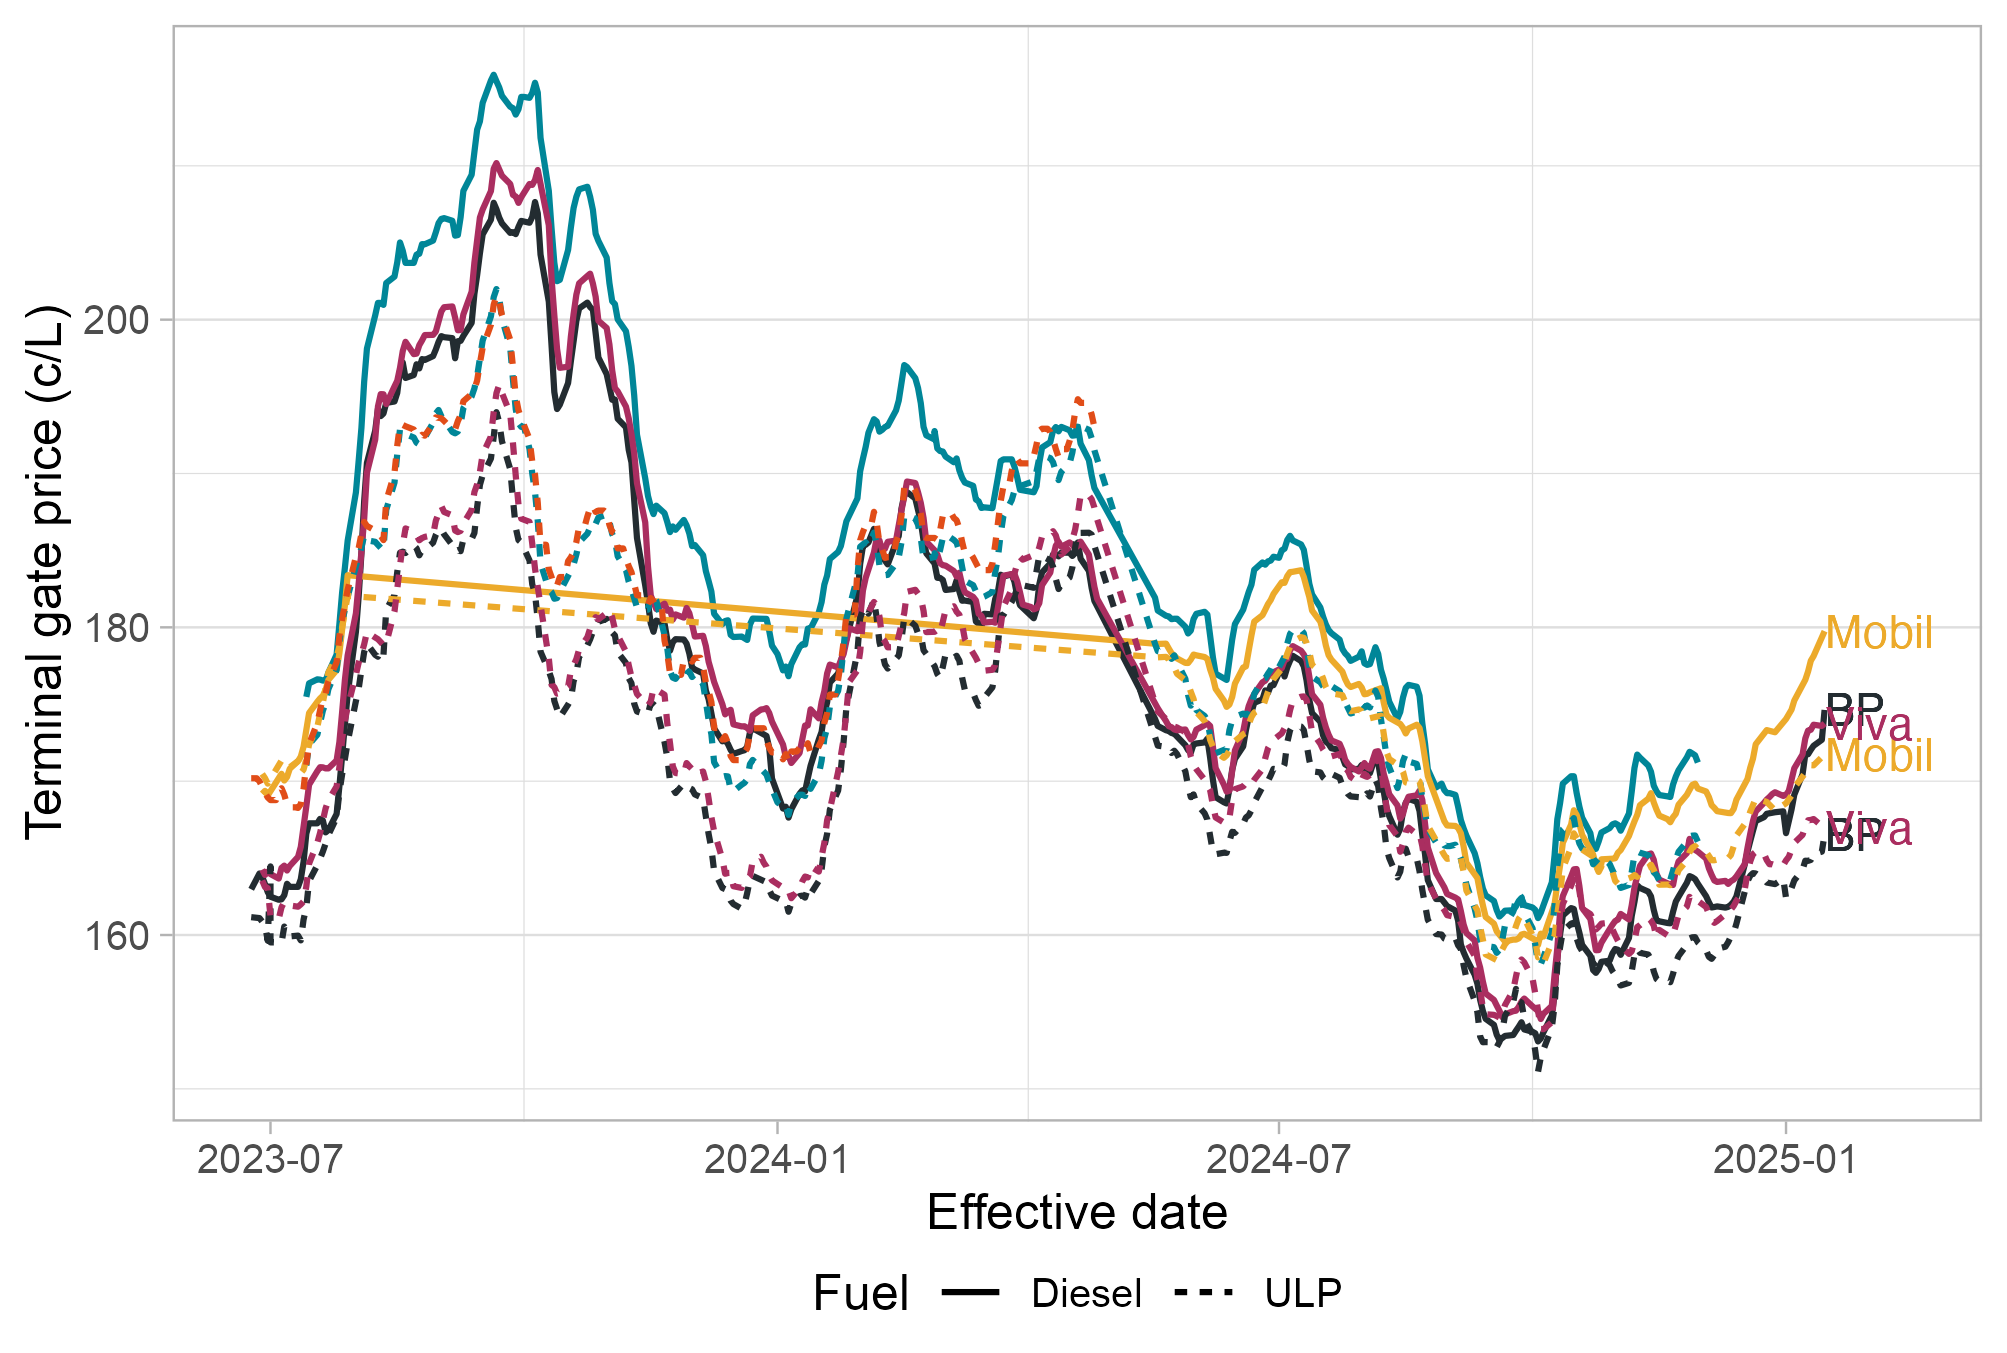 Terminal gate price (c/L)
200
180
160
Mobil
BP
Viva
Mobil
Viva
BP
2023-07
2024-01
2024-07
2025-01
Effective date
Fuel
Diesel
ULP